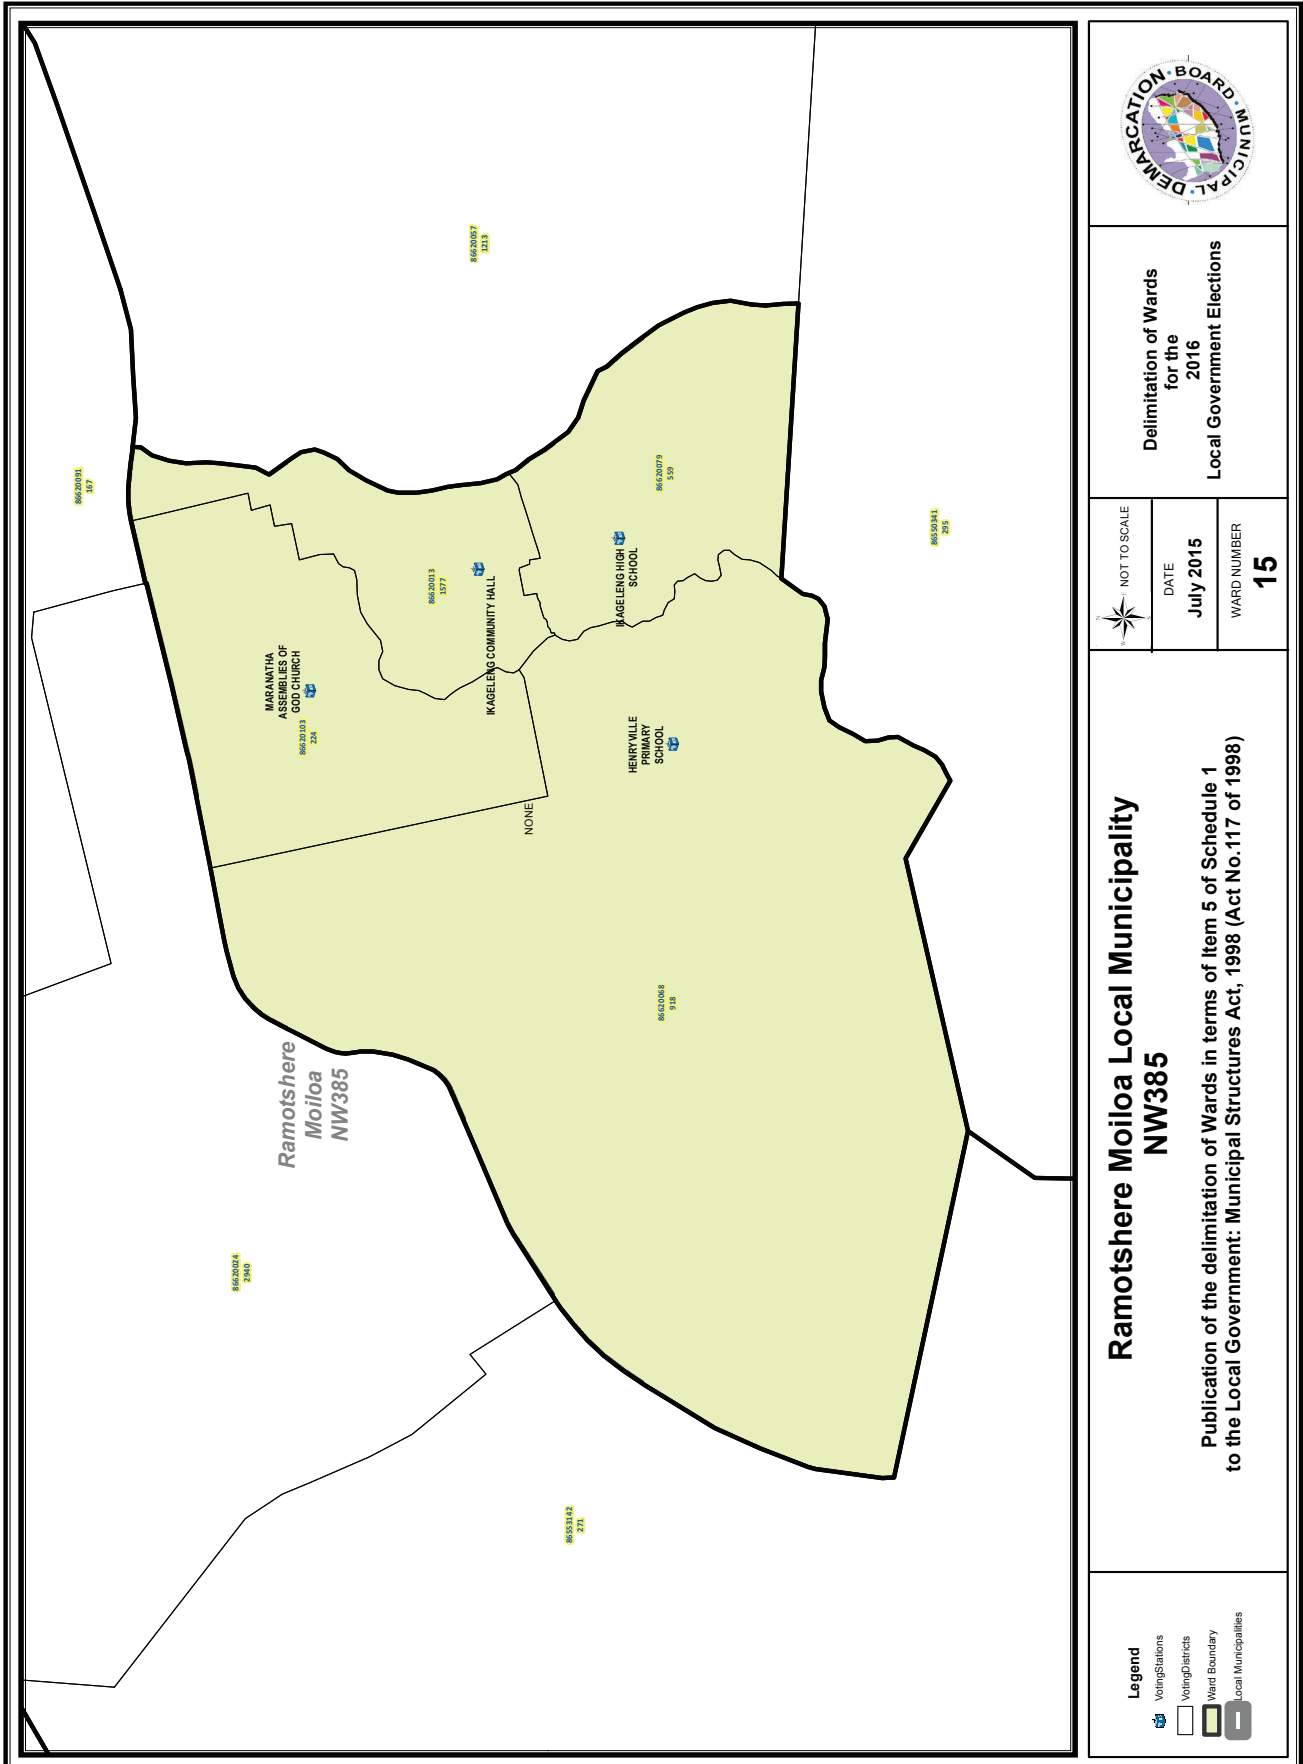 86620091
167
86620057
1213
86620013
1577
IKAGELENG COMMUNITY HALL
86620079
559
IKAGELENG HIGH
SCHOOL
86550341
295
MARANATHA
ASSEMBLIES OF
GOD CHURCH
86620103
224
HENRYVILLE
PRIMARY
SCHOOL
NONE
86620068
918
Ramotshere
Moiloa
NW385
86620024
2940
86553142
271
Legend
VotingStations
VotingDistricts
Ward Boundary
Local Municipalities
Ramotshere Moiloa Local Municipality
NW385
Publication of the delimitation of Wards in terms of Item 5 of Schedule 1
to the Local Government: Municipal Structures Act, 1998 (Act No.117 of 1998)
N
W
E
S
NOT TO SCALE
DATE
July 2015
WARD NUMBER
15
Delimitation of Wards
for the
2016
Local Government Elections
MUNICIPAL • DEMARCATION • BOARD •